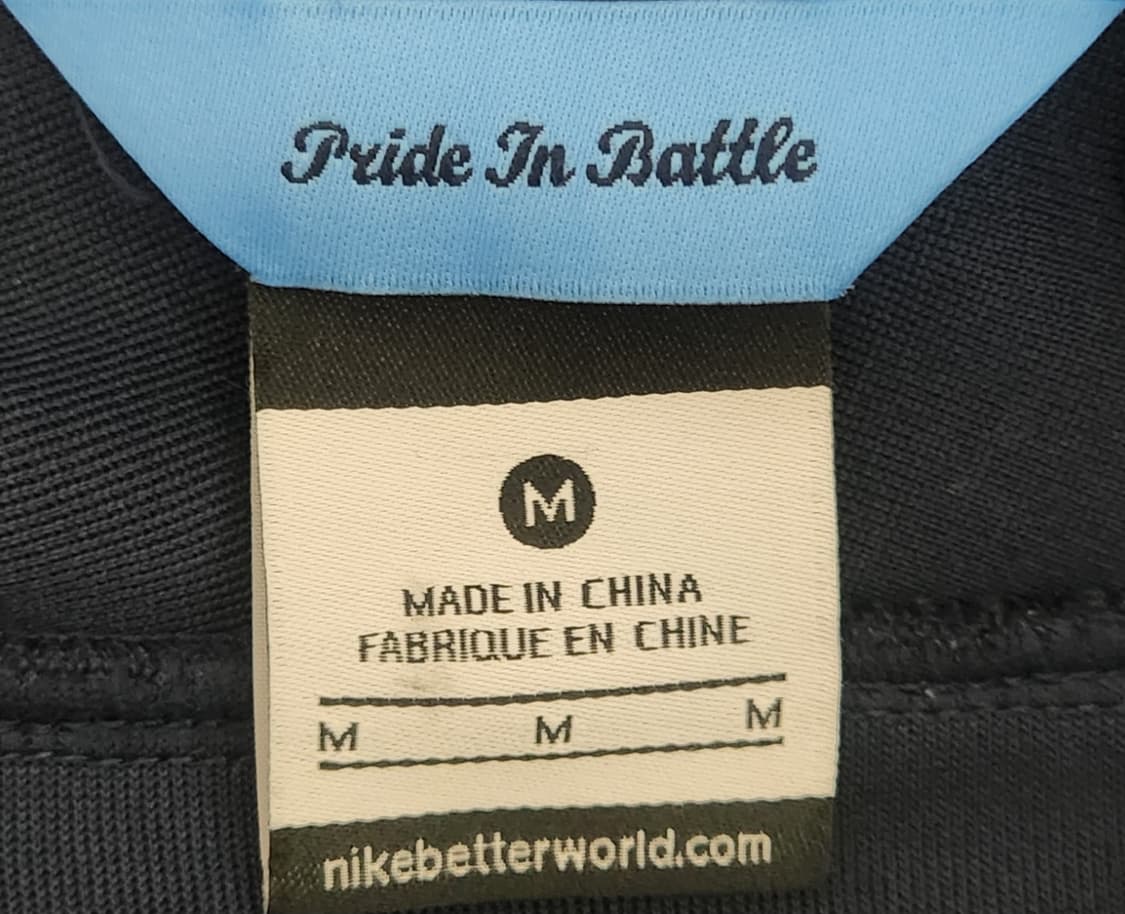 Pride In Battle
M
MADE IN CHINA
FABRIQUE EN CHINE
M M M
nikebetterworld.com